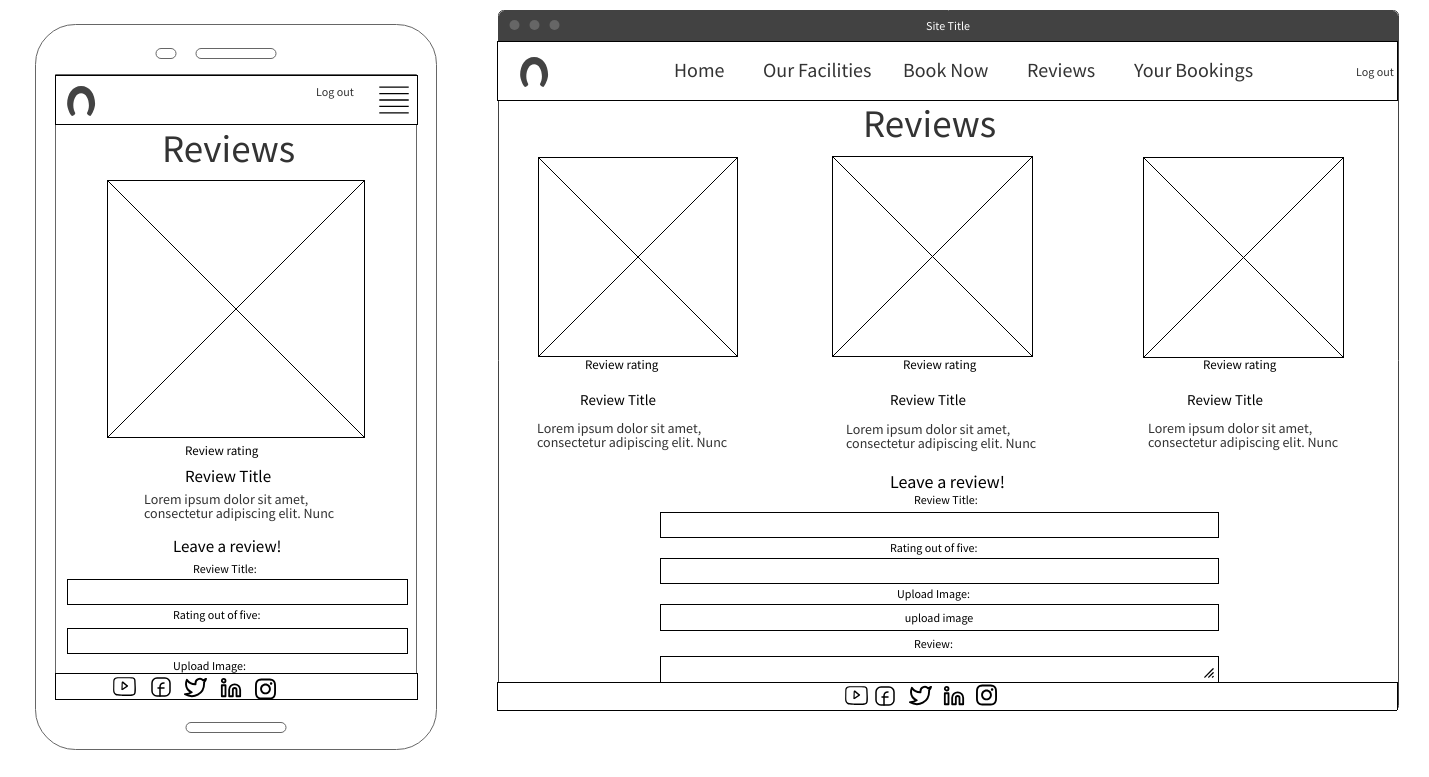 Log out
Reviews
Review rating
Review Title
Lorem ipsum dolor sit amet,
consectetur adipiscing elit. Nunc
Leave a review!
Review Title:
Rating out of five:
Upload Image:
Site Title
Home Our Facilities Book Now Reviews Your Bookings Log out
Reviews
Review rating Review rating Review rating
Review Title Review Title Review Title
Lorem ipsum dolor sit amet, Lorem ipsum dolor sit amet, Lorem ipsum dolor sit amet,
consectetur adipiscing elit. Nunc consectetur adipiscing elit. Nunc consectetur adipiscing elit. Nunc
Leave a review!
Review Title:
Rating out of five:
Upload Image:
upload image
Review: